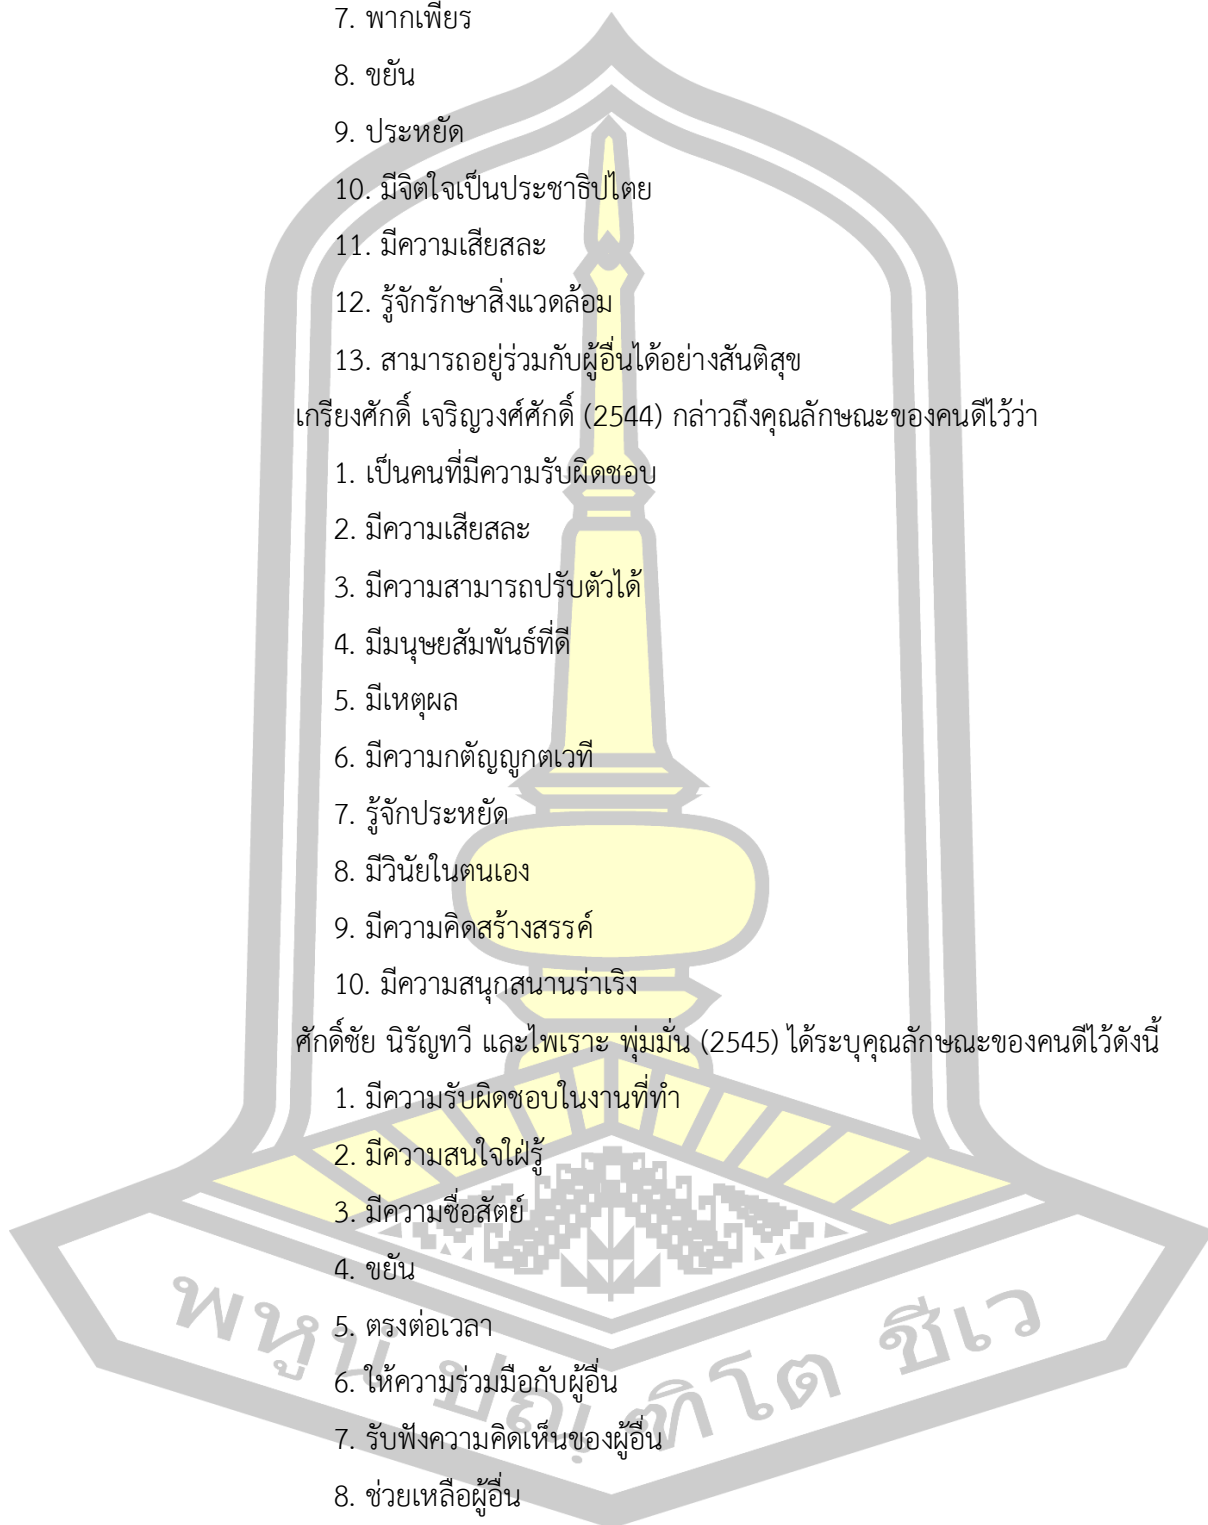 7. พากเพียร
8. ขยัน
9. ประหยัด
10. มีจิตใจเป็นประชาธิปไตย
11. มีความเสียสละ
12. รู้จักรักษาสิ่งแวดล้อม
13. สามารถอยู่ร่วมกับผู้อื่นได้อย่างสันติสุข
เกรียงศักดิ์ เจริญวงศ์ศักดิ์ (2544) กล่าวถึงคุณลักษณะของคนดีไว้ว่า
1. เป็นคนที่มีความรับผิดชอบ
2. มีความเสียสละ
3. มีความสามารถปรับตัวได้
4. มีมนุษยสัมพันธ์ที่ดี
5. มีเหตุผล
6. มีความกตัญญูกตเวที
7. รู้จักประหยัด
8. มีวินัยในตนเอง
9. มีความคิดสร้างสรรค์
10. มีความสนุกสนานร่าเริง
ศักดิ์ชัย นิรัญทวี และไพเราะ พุ่มมั่น (2545) ได้ระบุคุณลักษณะของคนดีไว้ดังนี้
1. มีความรับผิดชอบในงานที่ทำ
2. มีความสนใจใฝ่รู้
3. มีความซื่อสัตย์
4. ขยัน
5. ตรงต่อเวลา
6. ให้ความร่วมมือกับผู้อื่น
7. รับฟังความคิดเห็นของผู้อื่น
8. ช่วยเหลือผู้อื่น
พหูนํ ปณฺฑิโต ชีเว